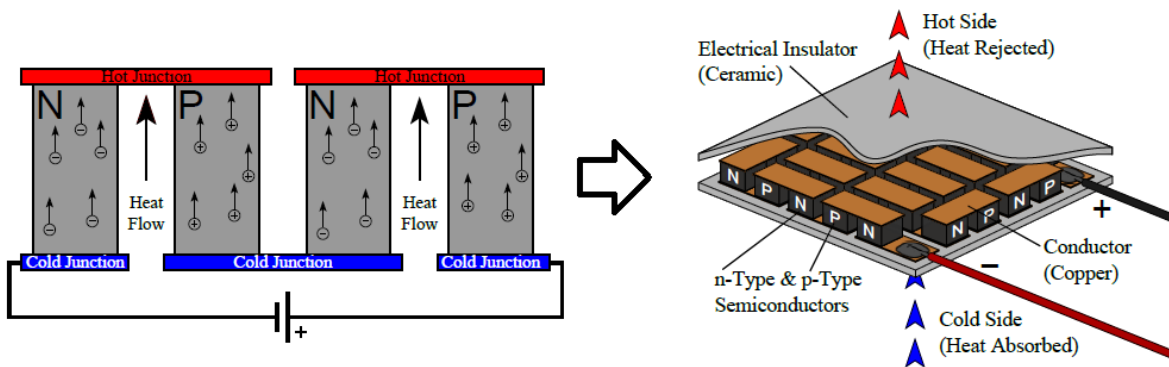 Hot Junction
Hot Junction
N
P
N
P
Heat
Flow
Heat
Flow
Cold Junction
Cold Junction
Cold Junction
+
Hot Side
(Heat Rejected)
Electrical Insulator
(Ceramic)
N
P
N
P
N
N
P
N
P
+
−
Conductor
(Copper)
n-Type & p-Type
Semiconductors
Cold Side
(Heat Absorbed)